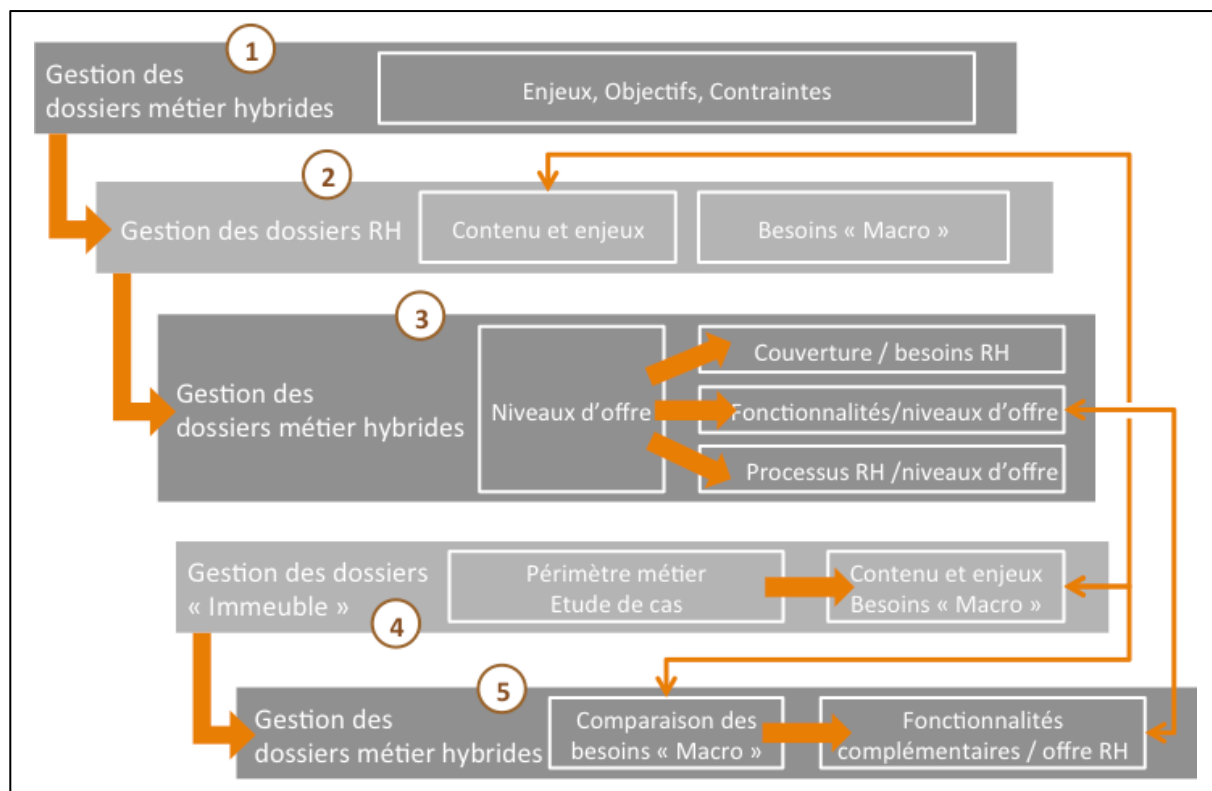 1
Gestion des
dossiers métier hybrides
Enjeux, Objectifs, Contraintes
2
Gestion des dossiers RH
Contenu et enjeux
Besoins « Macro »
3
Gestion des
dossiers métier hybrides
Niveaux d'offre
Couverture / besoins RH
Fonctionnalités/niveaux d'offre
Processus RH /niveaux d'offre
Gestion des dossiers
« Immeuble »
4
Périmètre métier
Etude de cas
Contenu et enjeux
Besoins « Macro »
5
Gestion des
dossiers métier hybrides
Comparaison des
besoins « Macro »
Fonctionnalités
complémentaires / offre RH